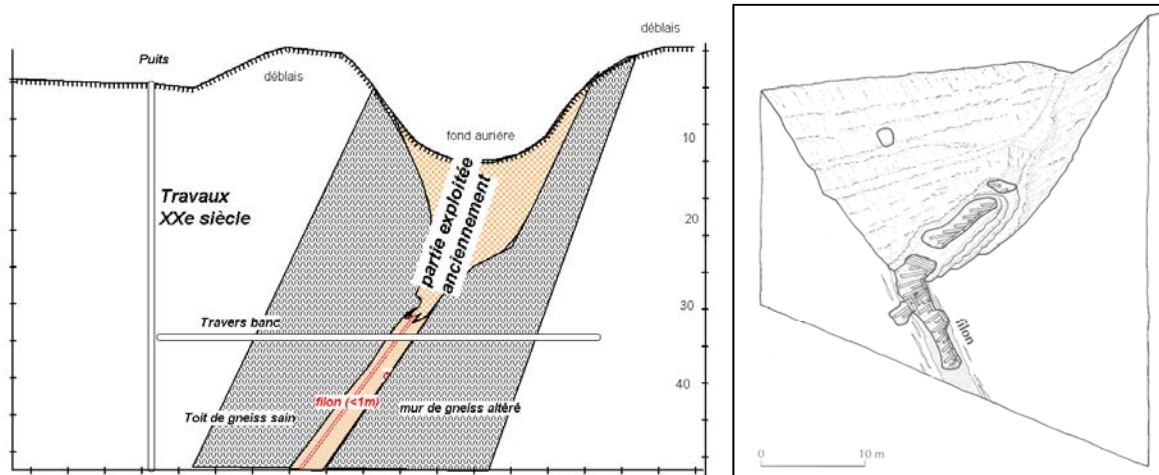 déblais
Puits
déblais
fond aurière
10
partie exploitée
anciennement
Travaux
XXe siècle
20
30
Travers banc
40
filon (<1m)
Toit de gneiss sain
mur de gneiss altéré
filon
0
10 m